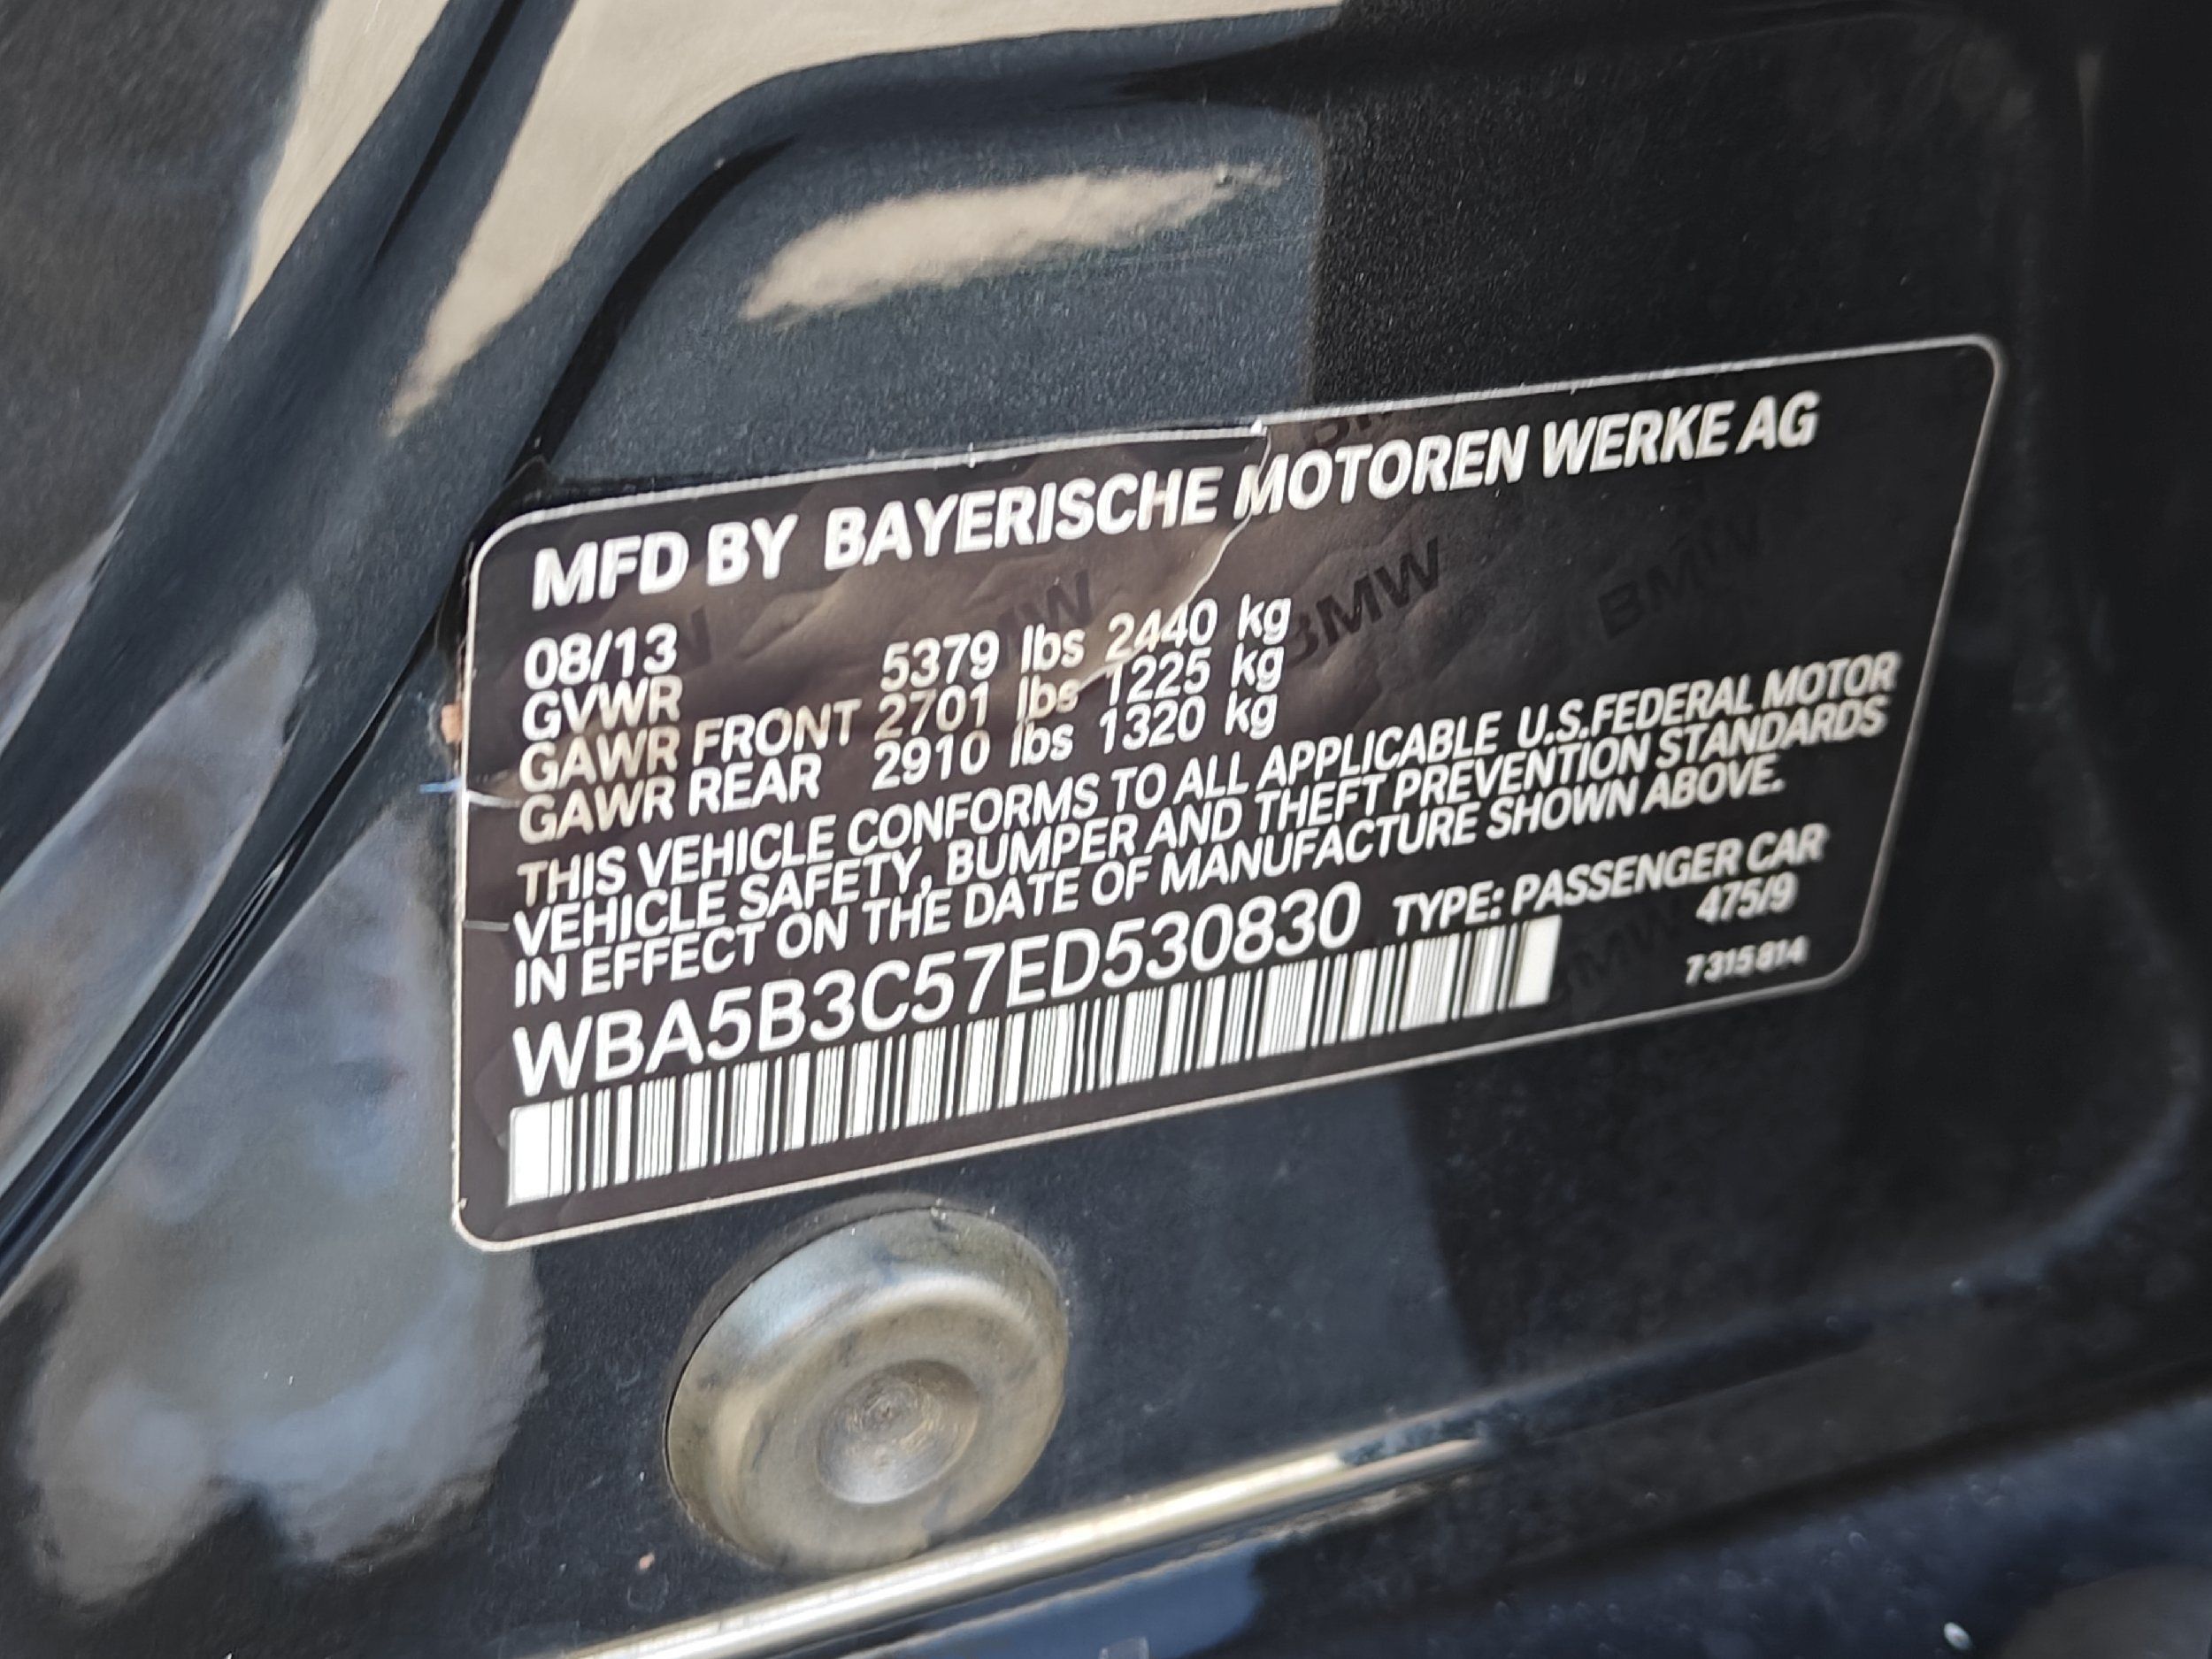 MFD BY BAYERISCHE MOTOREN WERKE AG
08/13
GVWR 5379 lbs 2440 kg
GAWR FRONT 2701 lbs 1225 kg
GAWR REAR 2910 lbs 1320 kg
THIS VEHICLE CONFORMS TO ALL APPLICABLE U.S.FEDERAL MOTOR
VEHICLE SAFETY, BUMPER AND THEFT PREVENTION STANDARDS
IN EFFECT ON THE DATE OF MANUFACTURE SHOWN ABOVE.
WBA5B3C57ED530830 TYPE: PASSENGER CAR
475/9
7 315 814
BMW
BMW